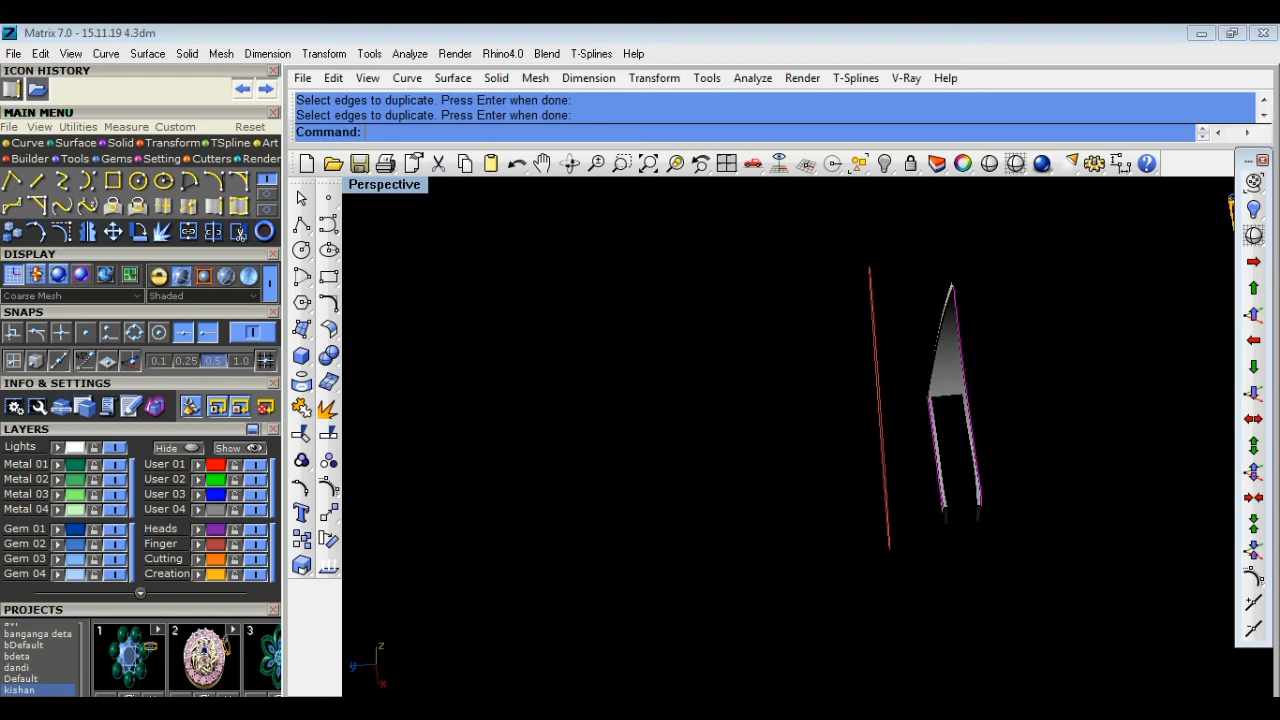 Matrix 7.0 - 15.11.19 4.3dm
File Edit View Curve Surface Solid Mesh Dimension Transform Tools Analyze Render Rhino4.0 Blend T-Splines Help
ICON HISTORY
MAIN MENU
File View Utilities Measure Custom Reset
Curve Surface Solid Transform TSpline Art
Builder Tools Gems Setting Cutters Render
DISPLAY
Coarse Mesh Shaded
SNAPS
0.1 0.25 0.5 1.0
INFO & SETTINGS
LAYERS
Lights Hide Show
Metal 01 User 01
Metal 02 User 02
Metal 03 User 03
Metal 04 User 04
Gem 01 Heads
Gem 02 Finger
Gem 03 Cutting
Gem 04 Creation
PROJECTS
banganga deta
bDefault
bdeta
dandi
Default
kishan
1 2 3
File Edit View Curve Surface Solid Mesh Dimension Transform Tools Analyze Render T-Splines V-Ray Help
Select edges to duplicate. Press Enter when done:
Select edges to duplicate. Press Enter when done:
Command:
Perspective
z
y
x